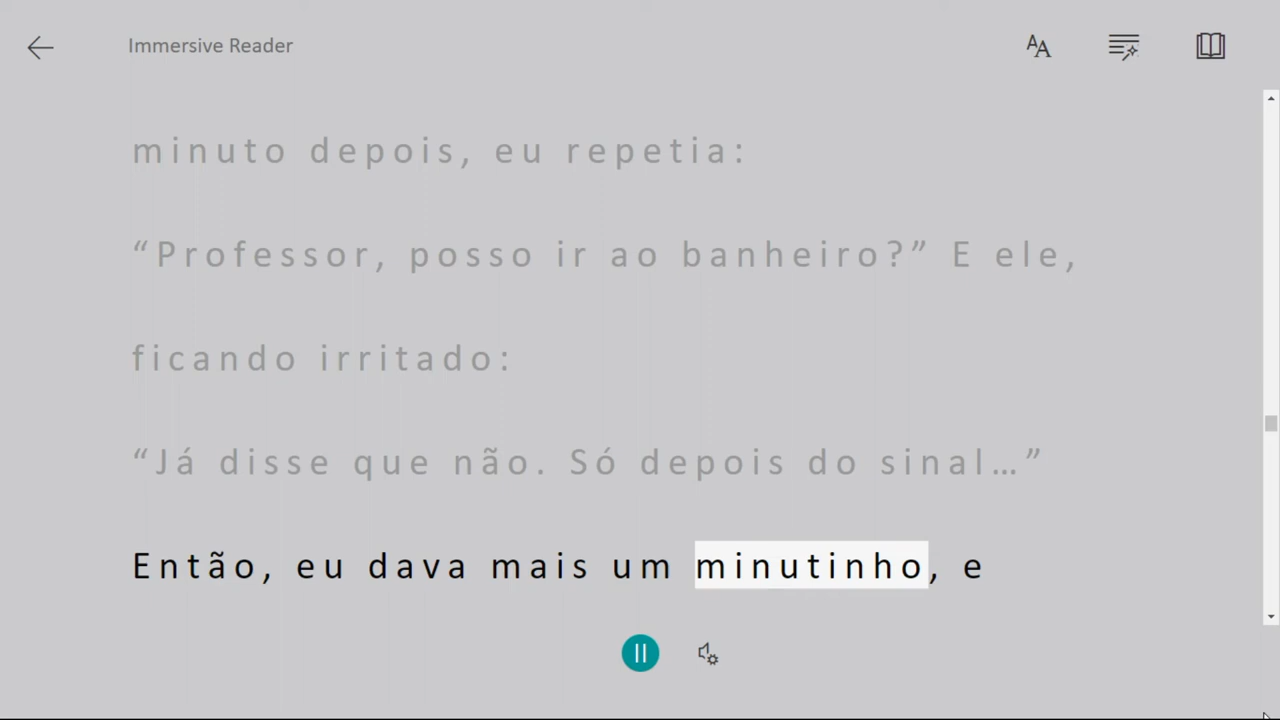 Immersive Reader
minuto depois, eu repetia:
“Professor, posso ir ao banheiro?” E ele,
ficando irritado:
“Já disse que não. Só depois do sinal…”
Então, eu dava mais um minutinho, e